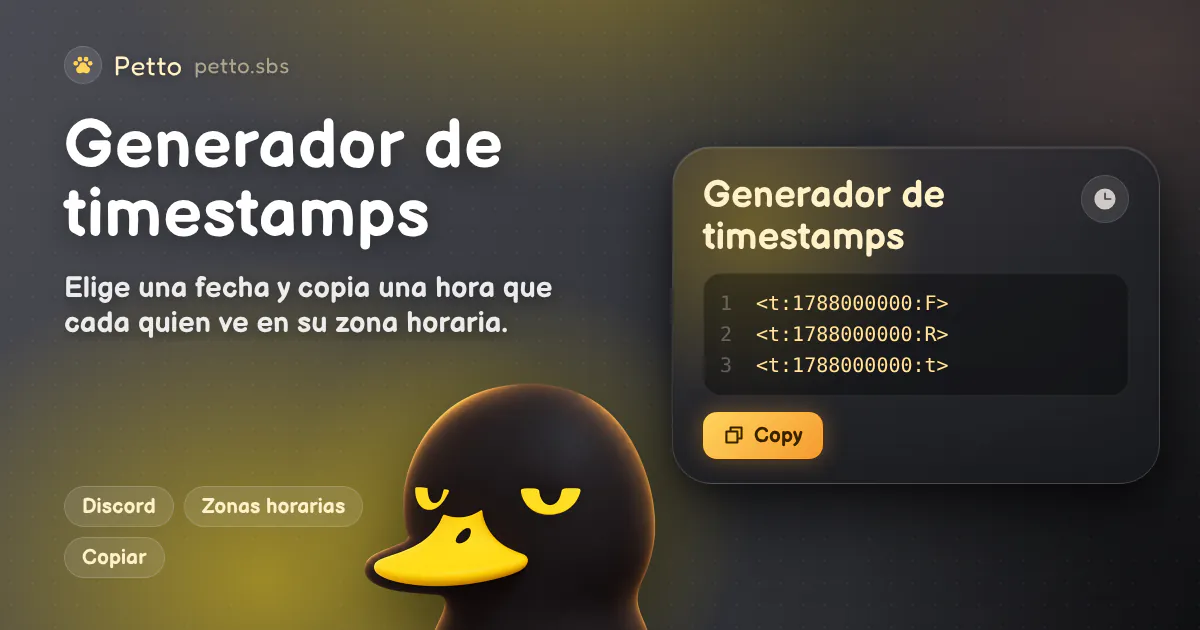 Petto petto.sbs
Generador de
timestamps
Elige una fecha y copia una hora que
cada quien ve en su zona horaria.
Discord Zonas horarias
Copiar
Generador de
timestamps
1 <t:1788000000:F>
2 <t:1788000000:R>
3 <t:1788000000:t>
Copy